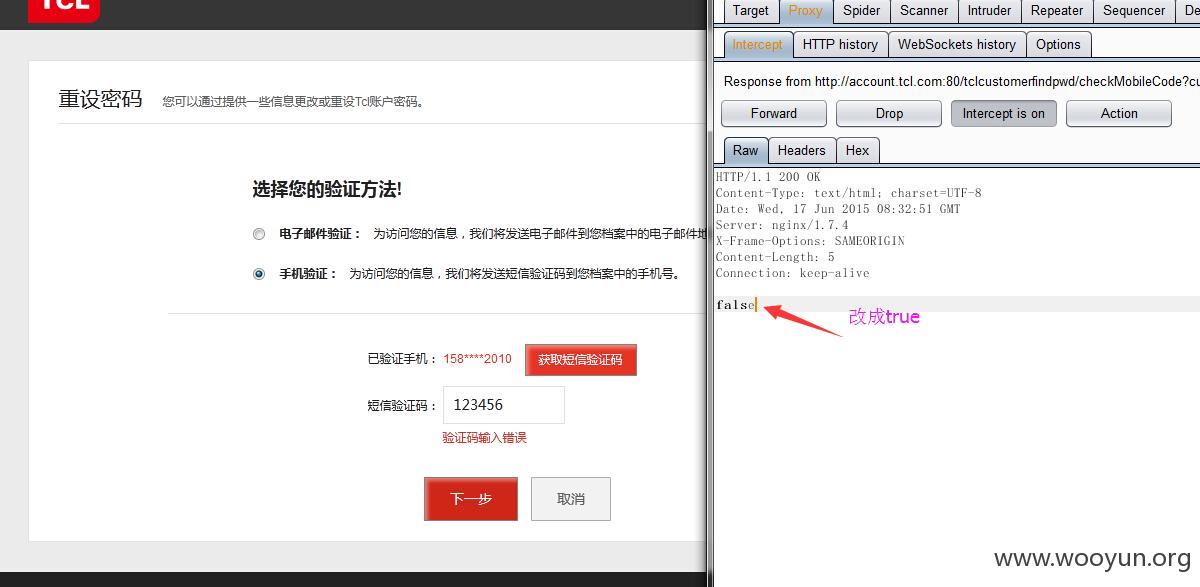 TCL
重设密码 您可以通过提供一些信息更改或重设Tcl账户密码。
选择您的验证方法!
电子邮件验证： 为访问您的信息，我们将发送电子邮件到您档案中的电子邮件地
手机验证： 为访问您的信息，我们将发送短信验证码到您档案中的手机号。
已验证手机： 158****2010 获取短信验证码
短信验证码： 123456
验证码输入错误
下一步 取消
Target Proxy Spider Scanner Intruder Repeater Sequencer De
Intercept HTTP history WebSockets history Options
Response from http://account.tcl.com:80/tclcustomerfindpwd/checkMobileCode?cu
Forward Drop Intercept is on Action
Raw Headers Hex
HTTP/1.1 200 OK
Content-Type: text/html; charset=UTF-8
Date: Wed, 17 Jun 2015 08:32:51 GMT
Server: nginx/1.7.4
X-Frame-Options: SAMEORIGIN
Content-Length: 5
Connection: keep-alive
false
改成true
www.wooyun.org